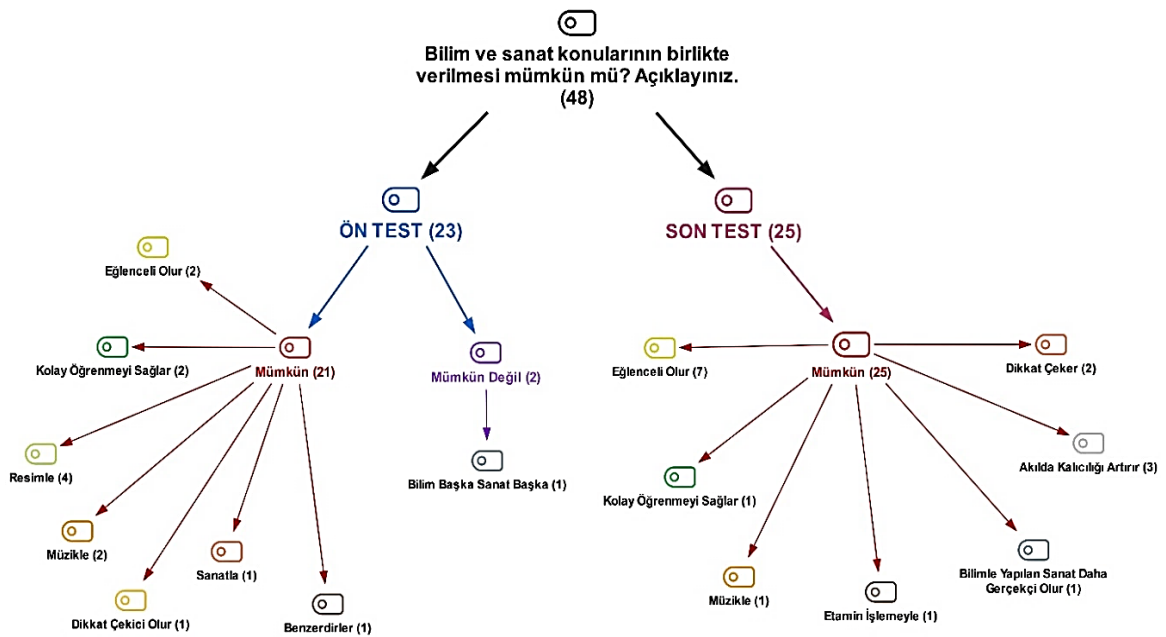 Bilim ve sanat konularının birlikte
verilmesi mümkün mü? Açıklayınız.
(48)
ÖN TEST (23)
SON TEST (25)
Eğlenceli Olur (2)
Kolay Öğrenmeyi Sağlar (2)
Mümkün (21)
Mümkün Değil (2)
Resimle (4)
Bilim Başka Sanat Başka (1)
Müzikle (2)
Sanatla (1)
Dikkat Çekici Olur (1)
Benzerdirler (1)
Eğlenceli Olur (7)
Mümkün (25)
Dikkat Çeker (2)
Akılda Kalıcılığı Artırır (3)
Kolay Öğrenmeyi Sağlar (1)
Bilimle Yapılan Sanat Daha
Gerçekçi Olur (1)
Müzikle (1)
Etamin İşlemeyle (1)